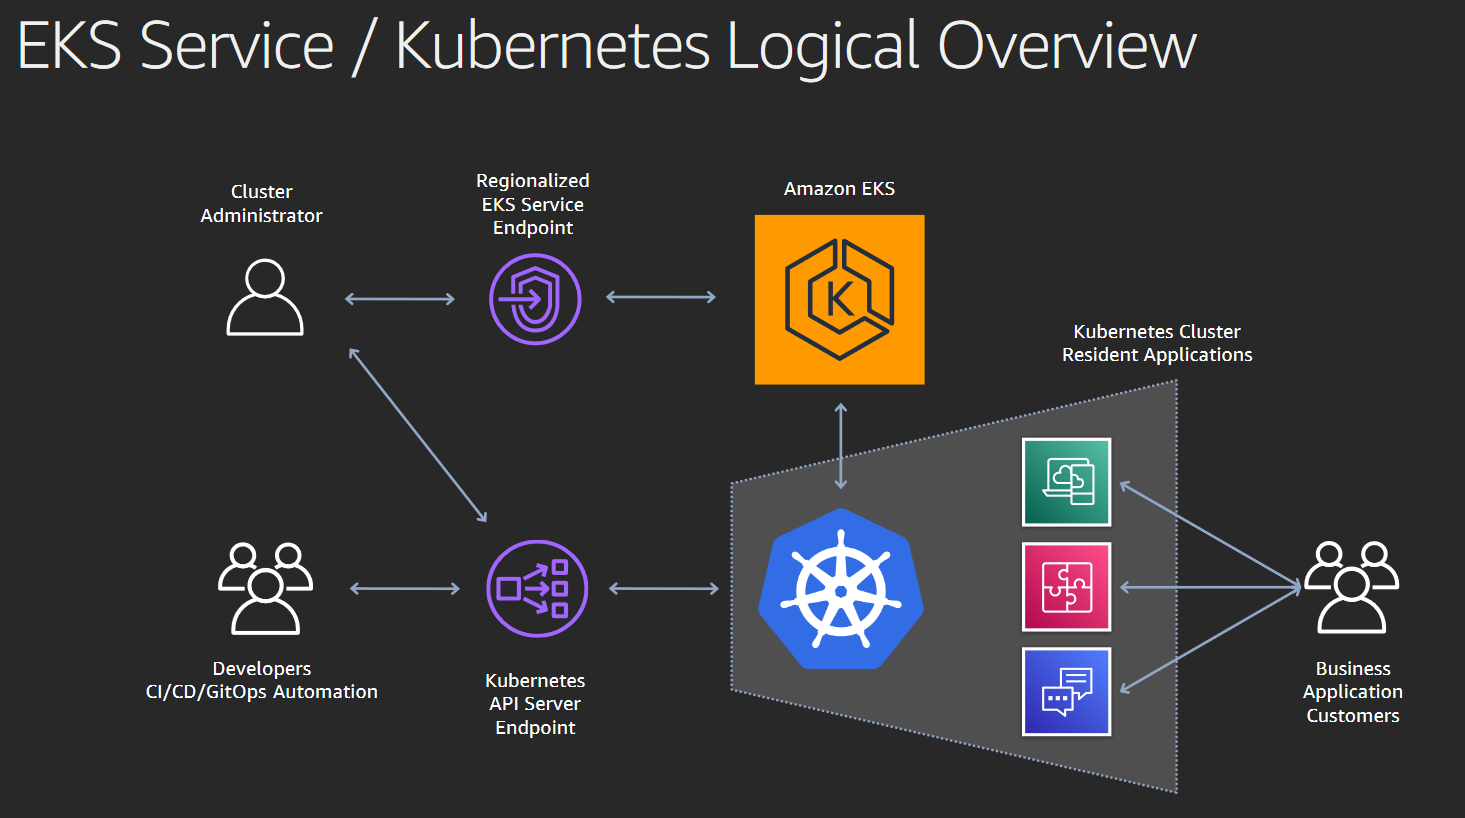 EKS Service / Kubernetes Logical Overview
Cluster
Administrator
Regionalized
EKS Service
Endpoint
Amazon EKS
K
Kubernetes Cluster
Resident Applications
Developers
CI/CD/GitOps Automation
Kubernetes
API Server
Endpoint
Business
Application
Customers